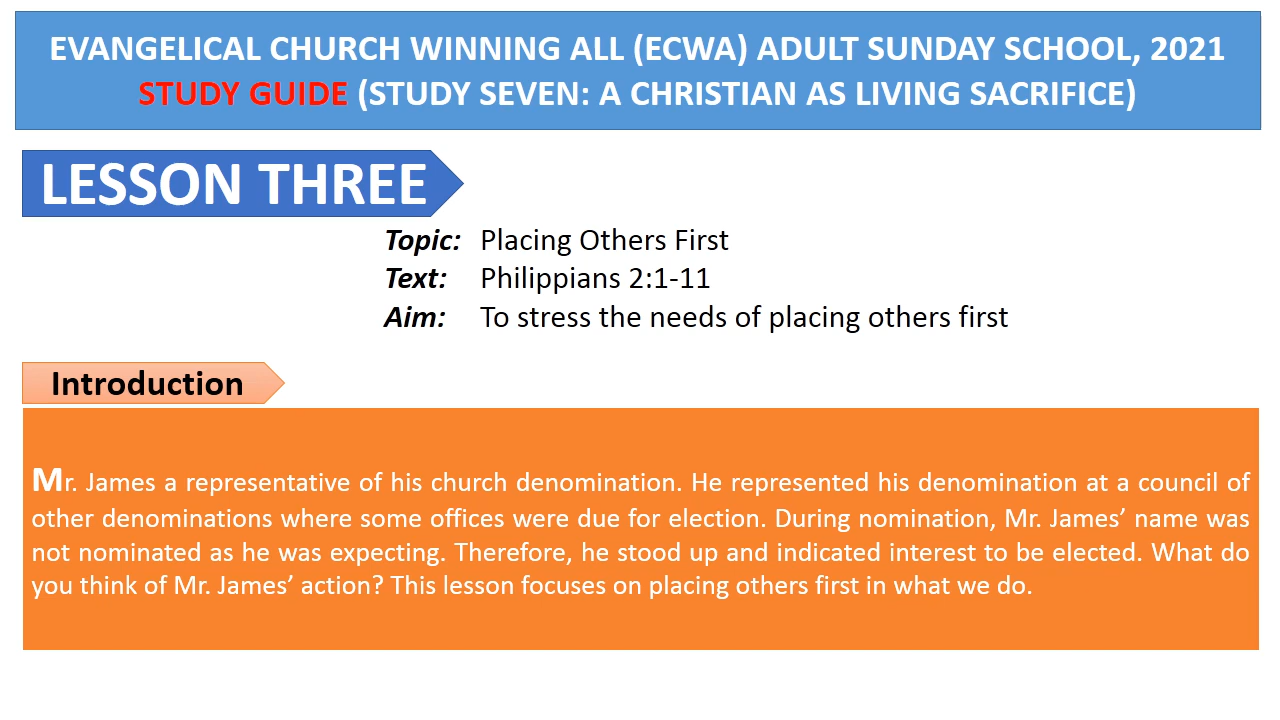 EVANGELICAL CHURCH WINNING ALL (ECWA) ADULT SUNDAY SCHOOL, 2021
STUDY GUIDE (STUDY SEVEN: A CHRISTIAN AS LIVING SACRIFICE)
LESSON THREE
Topic: Placing Others First
Text: Philippians 2:1-11
Aim: To stress the needs of placing others first
Introduction
Mr. James a representative of his church denomination. He represented his denomination at a council of
other denominations where some offices were due for election. During nomination, Mr. James’ name was
not nominated as he was expecting. Therefore, he stood up and indicated interest to be elected. What do
you think of Mr. James’ action? This lesson focuses on placing others first in what we do.